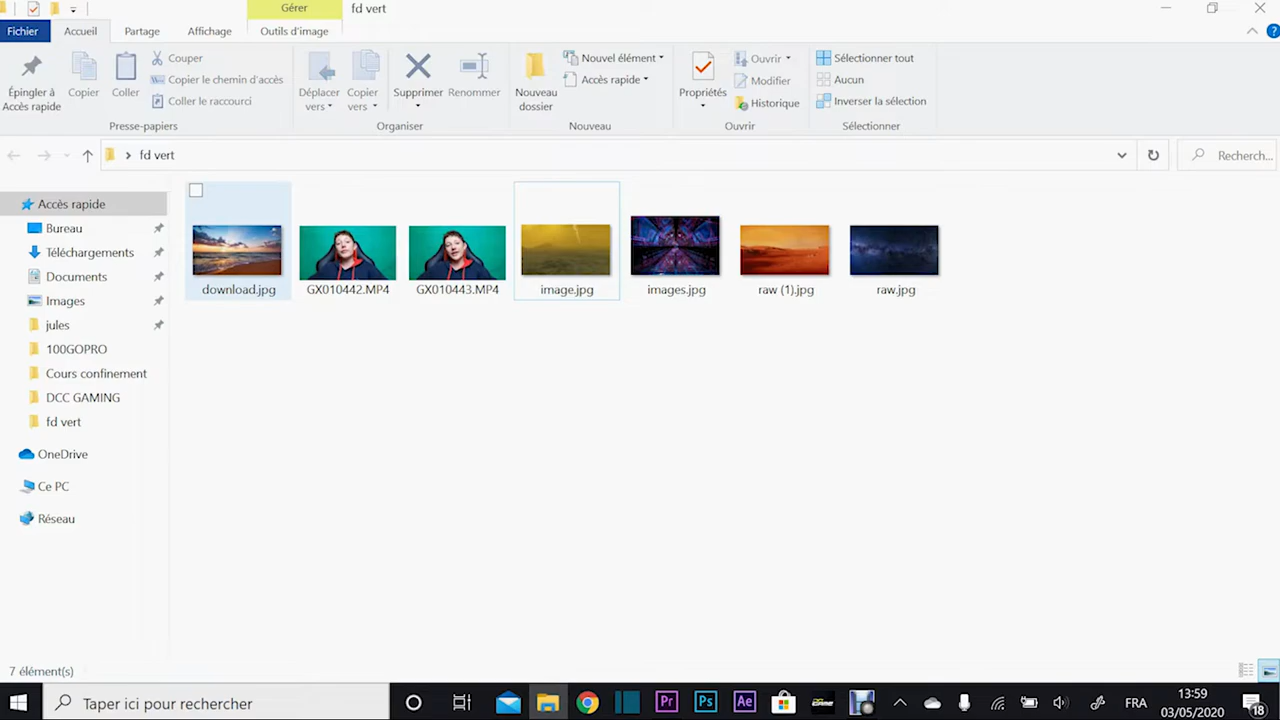 Gérer
fd vert
Fichier
Accueil
Partage
Affichage
Outils d'image
Épingler à
Accès rapide
Copier
Coller
Couper
Copier le chemin d'accès
Coller le raccourci
Presse-papiers
Déplacer
vers
Copier
vers
Supprimer
Renommer
Organiser
Nouveau
dossier
Nouvel élément
Accès rapide
Nouveau
Propriétés
Ouvrir
Modifier
Historique
Ouvrir
Sélectionner tout
Aucun
Inverser la sélection
Sélectionner
fd vert
Recherch...
Accès rapide
Bureau
Téléchargements
Documents
Images
jules
100GOPRO
Cours confinement
DCC GAMING
fd vert
OneDrive
Ce PC
Réseau
download.jpg
GX010442.MP4
GX010443.MP4
image.jpg
images.jpg
raw (1).jpg
raw.jpg
7 élément(s)
Taper ici pour rechercher
Pr
Ps
Ae
FRA
13:59
03/05/2020
18